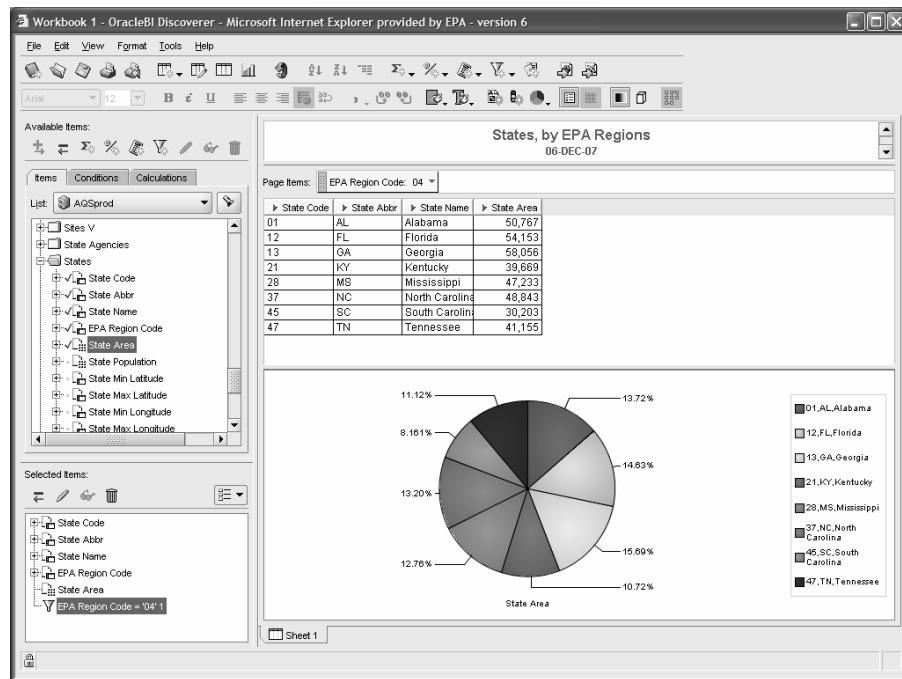 Workbook 1 - OracleBI Discoverer - Microsoft Internet Explorer provided by EPA - version 6
File Edit View Format Tools Help
Arial 12 B i U
Available Items:
Items Conditions Calculations
List: AQSprod
Sites V
State Agencies
States
State Code
State Abbr
State Name
EPA Region Code
State Area
State Population
State Min Latitude
State Max Latitude
State Min Longitude
State Max Longitude
Selected Items:
State Code
State Abbr
State Name
EPA Region Code
State Area
EPA Region Code = '04' 1
States, by EPA Regions
06-DEC-07
Page Items: EPA Region Code: 04
State Code State Abbr State Name State Area
01 AL Alabama 50,767
12 FL Florida 54,153
13 GA Georgia 58,056
21 KY Kentucky 39,669
28 MS Mississippi 47,233
37 NC North Carolina 48,843
45 SC South Carolin 30,203
47 TN Tennessee 41,155
11.12%
13.72%
8.161%
14.63%
13.20%
15.69%
12.76%
10.72%
State Area
01,AL,Alabama
12,FL,Florida
13,GA,Georgia
21,KY,Kentucky
28,MS,Mississippi
37,NC,North
Carolina
45,SC,South
Carolina
47,TN,Tennessee
Sheet 1